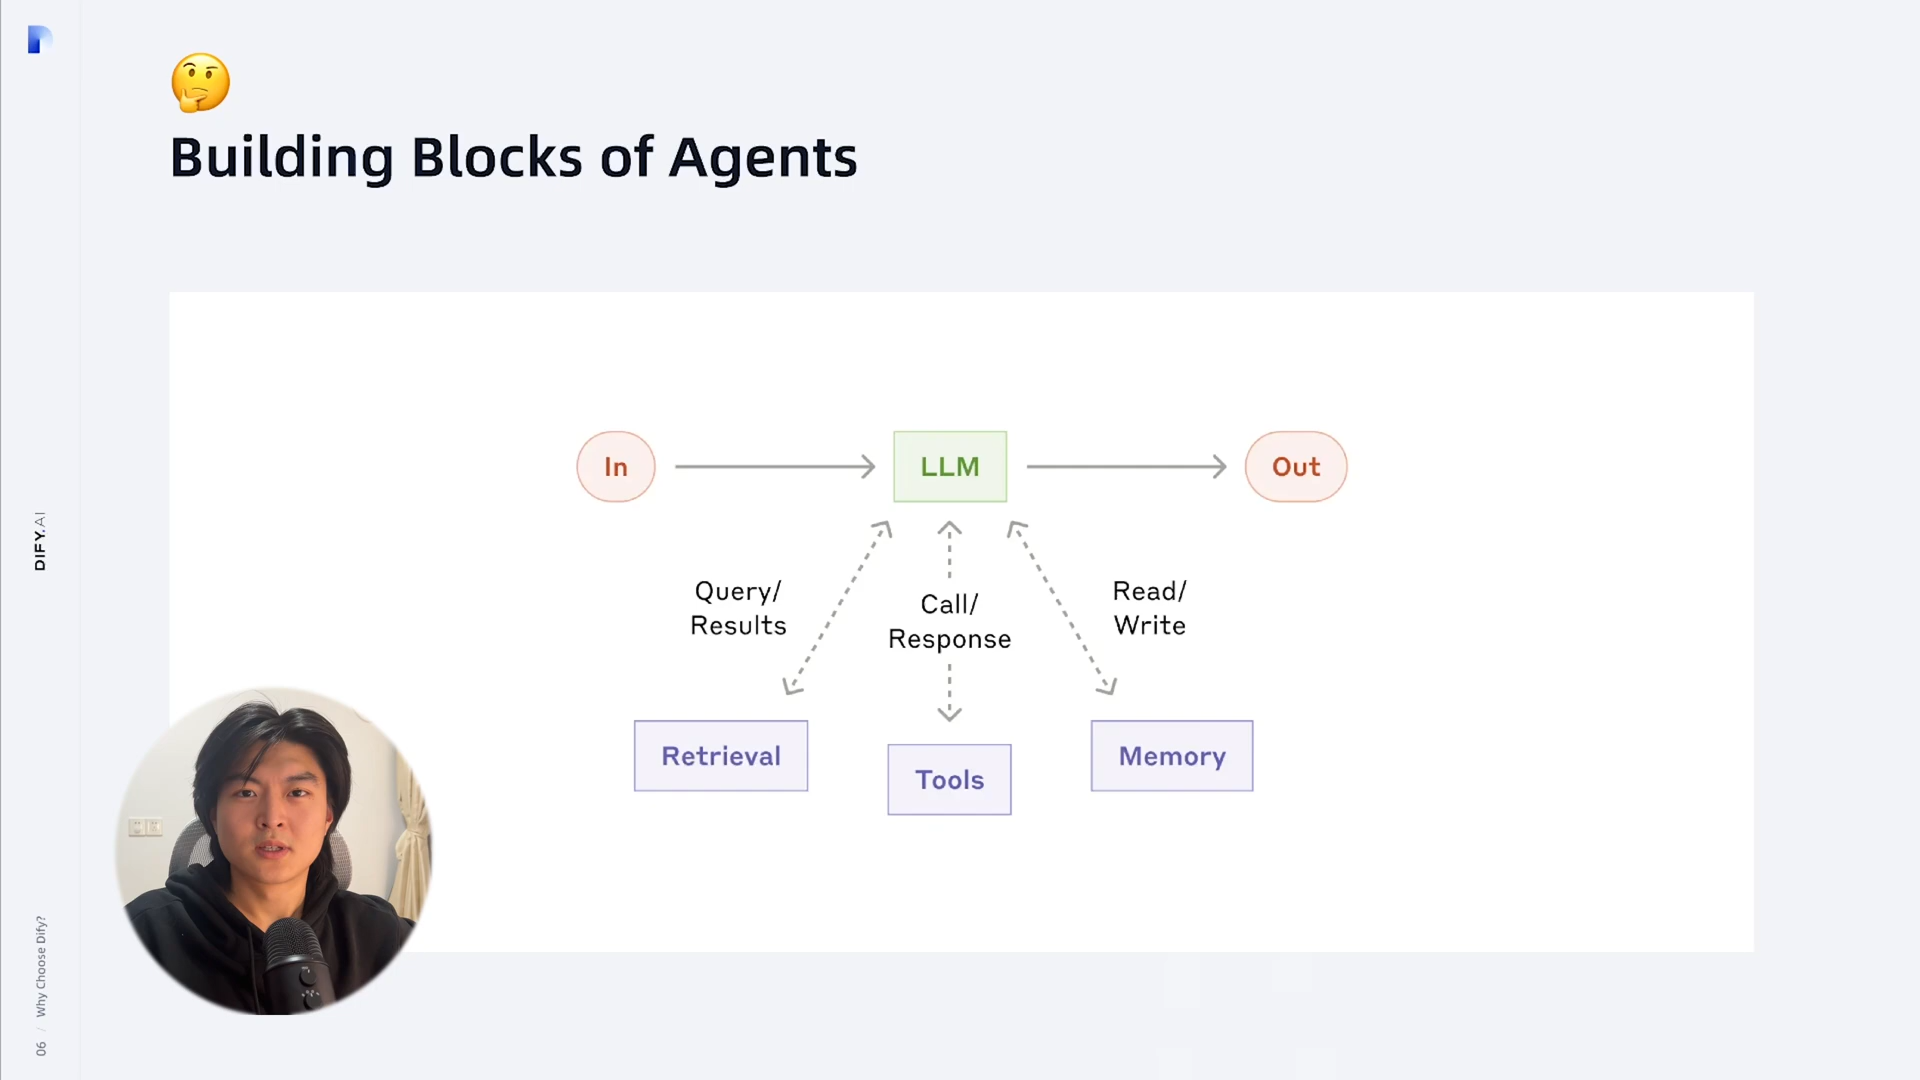 Building Blocks of Agents
In
LLM
Out
Query/
Results
Call/
Response
Read/
Write
Retrieval
Tools
Memory
DIFY.AI
06 / Why Choose Dify?